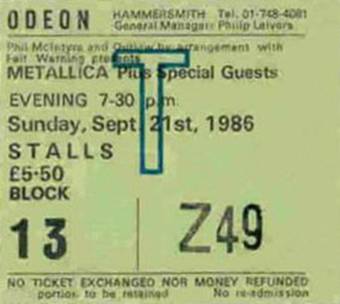 ODEON HAMMERSMITH Tel. 01-748-4081
General Manager: Philip Leivers
Phil McIntyre and Outlaw by arrangement with
Fair Warning presents
METALLICA Plus Special Guests
EVENING 7-30 p.m.
Sunday, Sept. 21st, 1986
T
STALLS
£5·50
BLOCK
13 Z49
NO TICKET EXCHANGED NOR MONEY REFUNDED
portion to be retained No re-admission